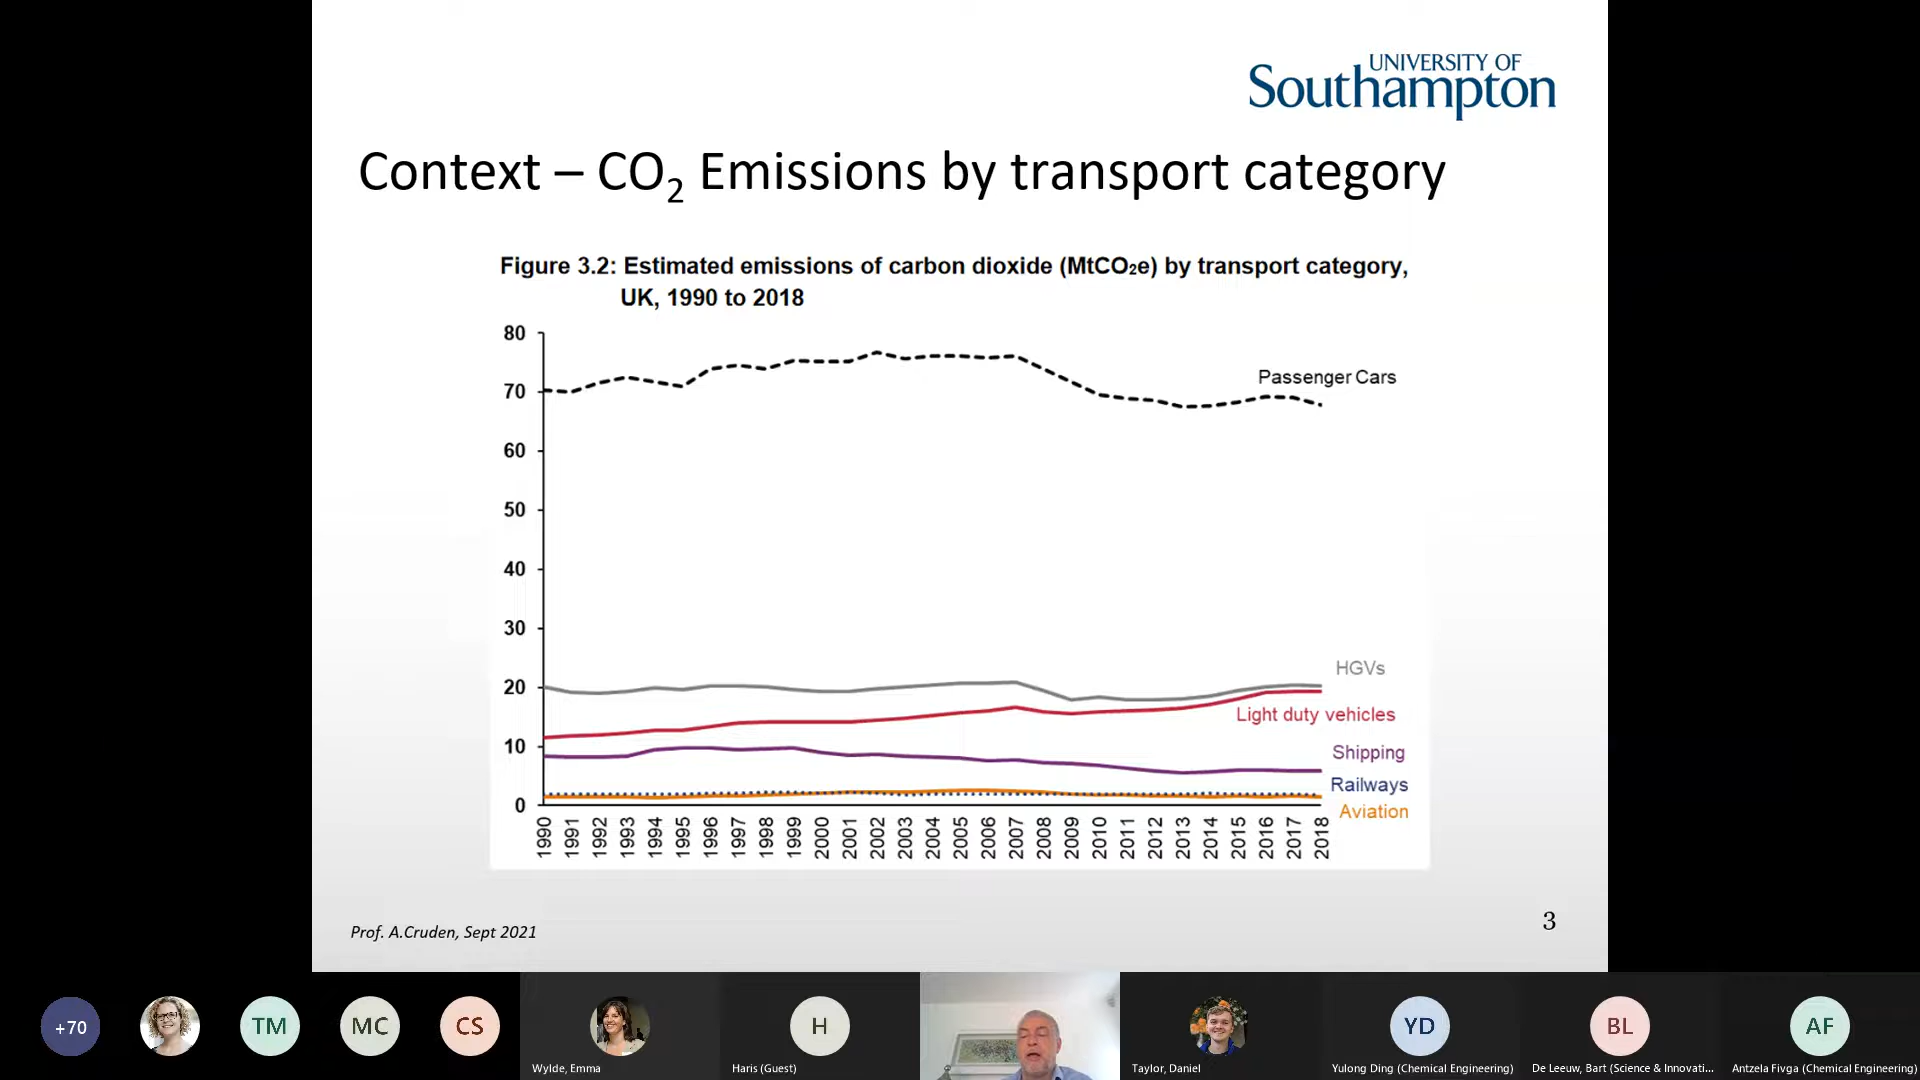 UNIVERSITY OF
Southampton
Context – CO2 Emissions by transport category
Figure 3.2: Estimated emissions of carbon dioxide (MtCO₂e) by transport category,
UK, 1990 to 2018
80
70
60
50
40
30
20
10
0
Passenger Cars
HGVs
Light duty vehicles
Shipping
Railways
Aviation
1990 1991 1992 1993 1994 1995 1996 1997 1998 1999 2000 2001 2002 2003 2004 2005 2006 2007 2008 2009 2010 2011 2012 2013 2014 2015 2016 2017 2018
Prof. A.Cruden, Sept 2021
3
+70
TM
MC
CS
Wylde, Emma
H
Haris (Guest)
Taylor, Daniel
YD
Yulong Ding (Chemical Engineering)
BL
De Leeuw, Bart (Science & Innovati...
AF
Antzela Fivga (Chemical Engineering)